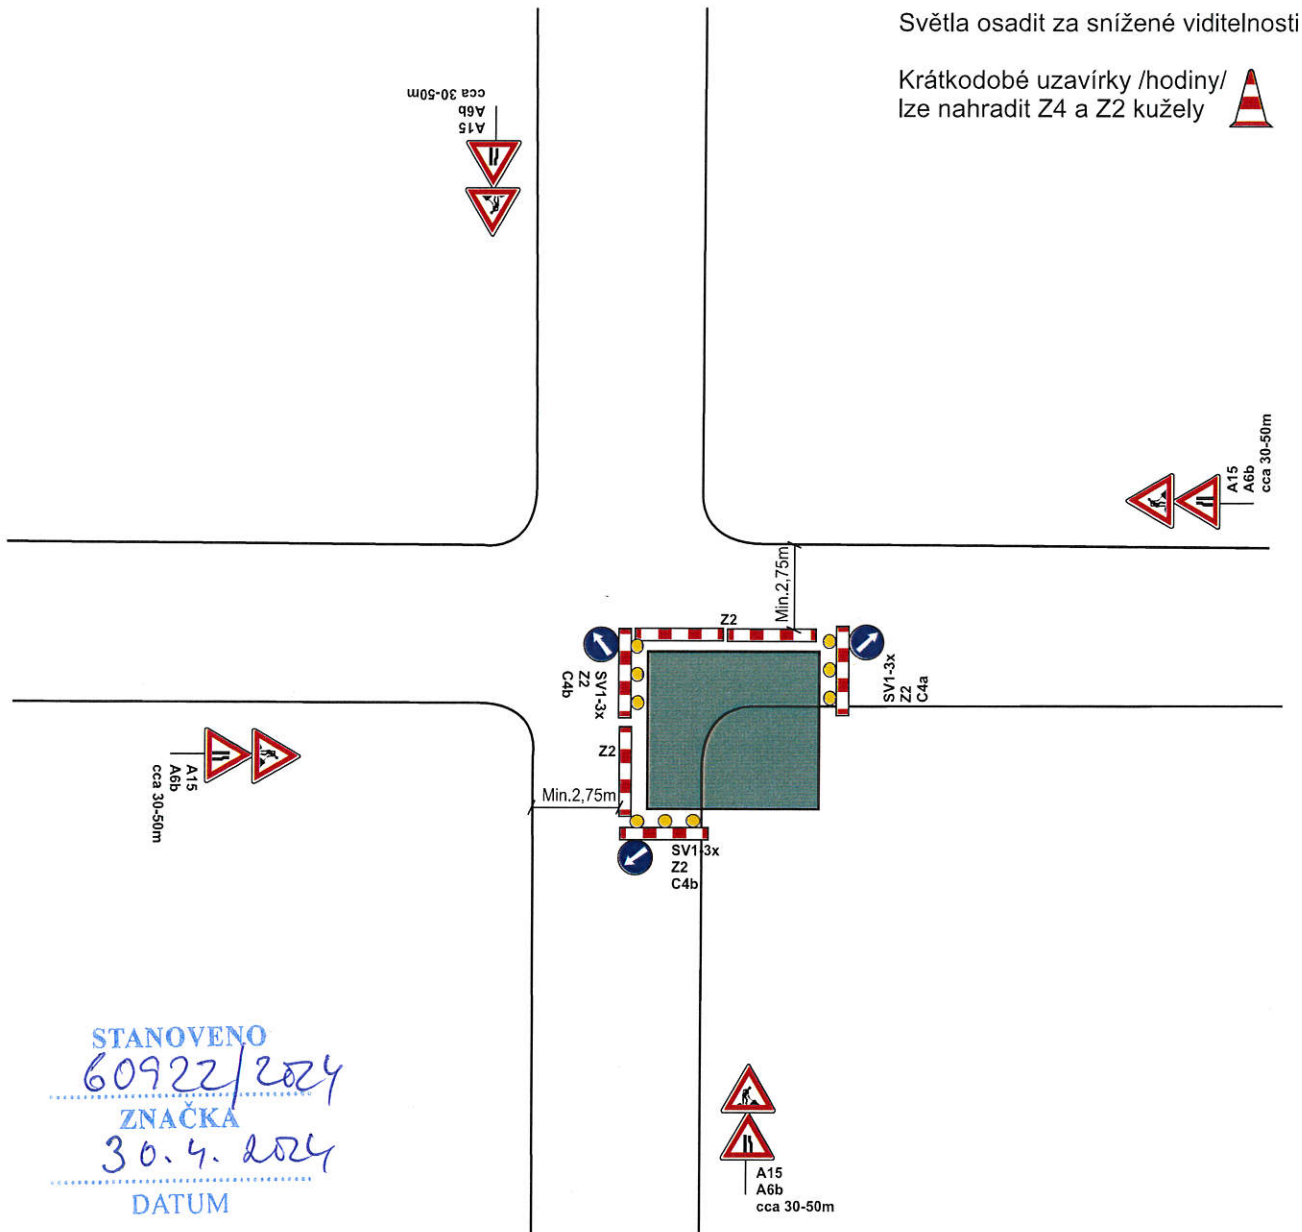 Světla osadit za snížené viditelnosti
Krátkodobé uzavírky /hodiny/
lze nahradit Z4 a Z2 kužely
A15
A6b
cca 30-50m
A15
A6b
cca 30-50m
Min.2,75m
Z2
SV1-3x
Z2
C4b
SV1-3x
Z2
C4a
Z2
A15
A6b
cca 30-50m
Min.2,75m
SV1-3x
Z2
C4b
A15
A6b
cca 30-50m
STANOVENO
60922/2024
ZNAČKA
30.4.2024
DATUM